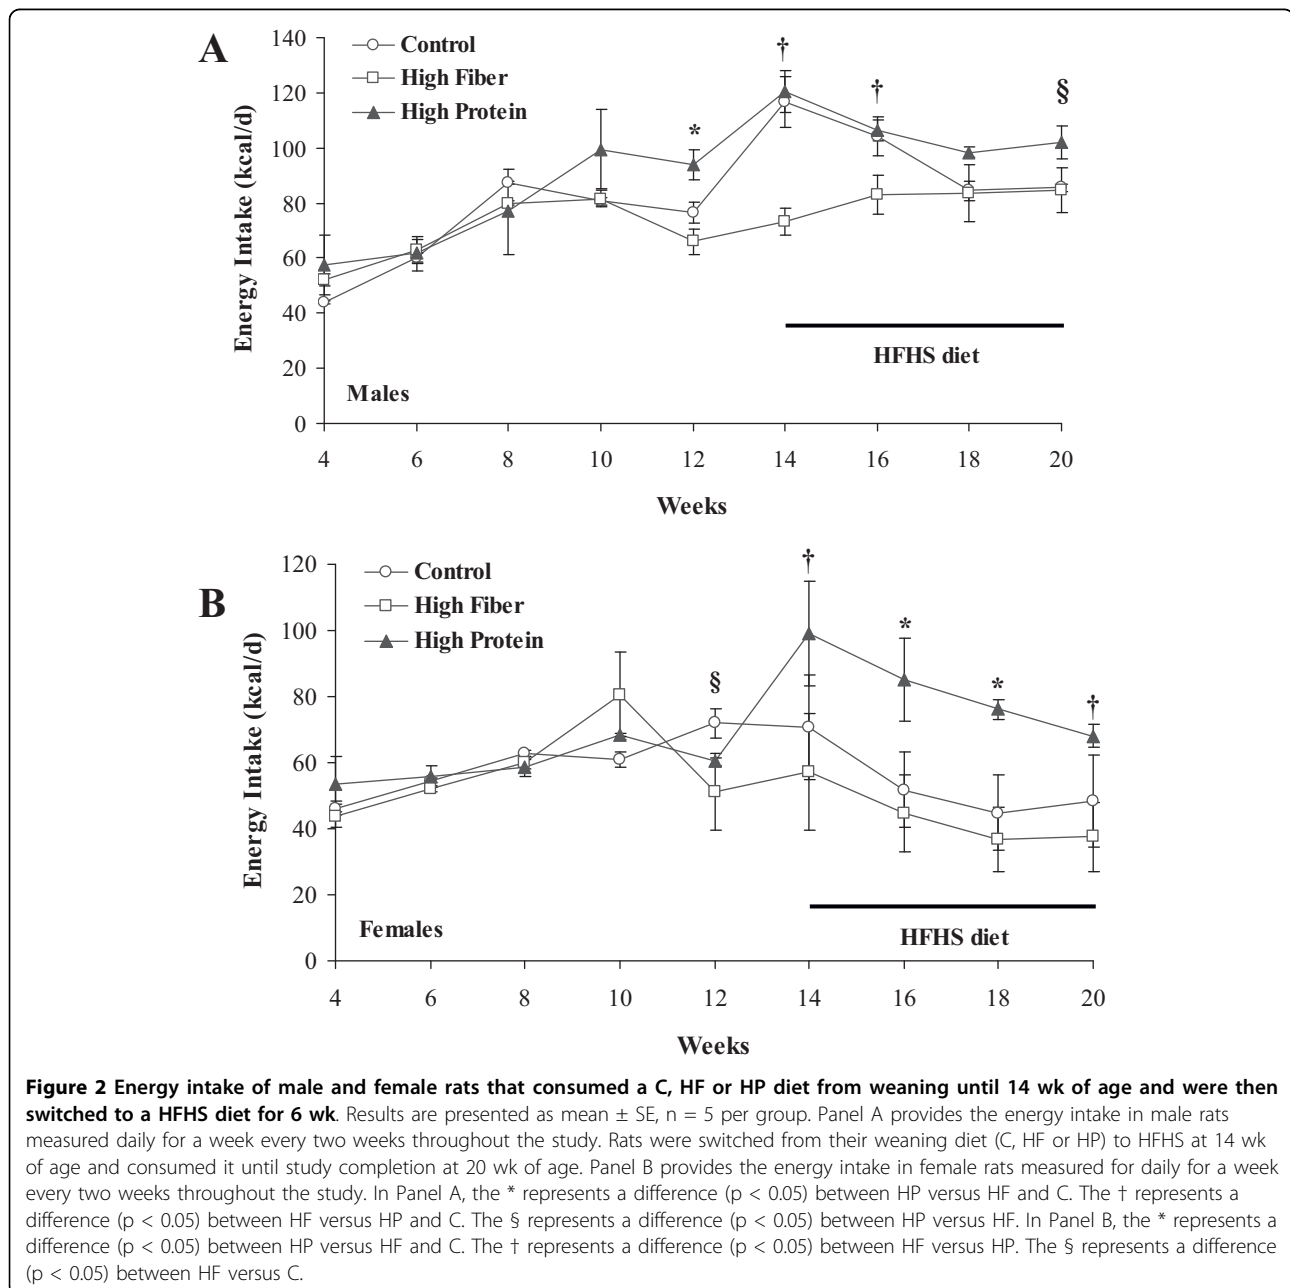 A
140
120
100
80
60
40
20
0
Energy Intake (kcal/d)
Control
High Fiber
High Protein
*
†
†
§
HFHS diet
Males
4 6 8 10 12 14 16 18 20
Weeks
B
120
100
80
60
40
20
0
Energy Intake (kcal/d)
Control
High Fiber
High Protein
§
†
*
*
†
HFHS diet
Females
4 6 8 10 12 14 16 18 20
Weeks
Figure 2 Energy intake of male and female rats that consumed a C, HF or HP diet from weaning until 14 wk of age and were then
switched to a HFHS diet for 6 wk. Results are presented as mean ± SE, n = 5 per group. Panel A provides the energy intake in male rats
measured daily for a week every two weeks throughout the study. Rats were switched from their weaning diet (C, HF or HP) to HFHS at 14 wk
of age and consumed it until study completion at 20 wk of age. Panel B provides the energy intake in female rats measured for daily for a week
every two weeks throughout the study. In Panel A, the * represents a difference (p < 0.05) between HP versus HF and C. The † represents a
difference (p < 0.05) between HF versus HP and C. The § represents a difference (p < 0.05) between HP versus HF. In Panel B, the * represents a
difference (p < 0.05) between HP versus HF and C. The † represents a difference (p < 0.05) between HF versus HP. The § represents a difference
(p < 0.05) between HF versus C.